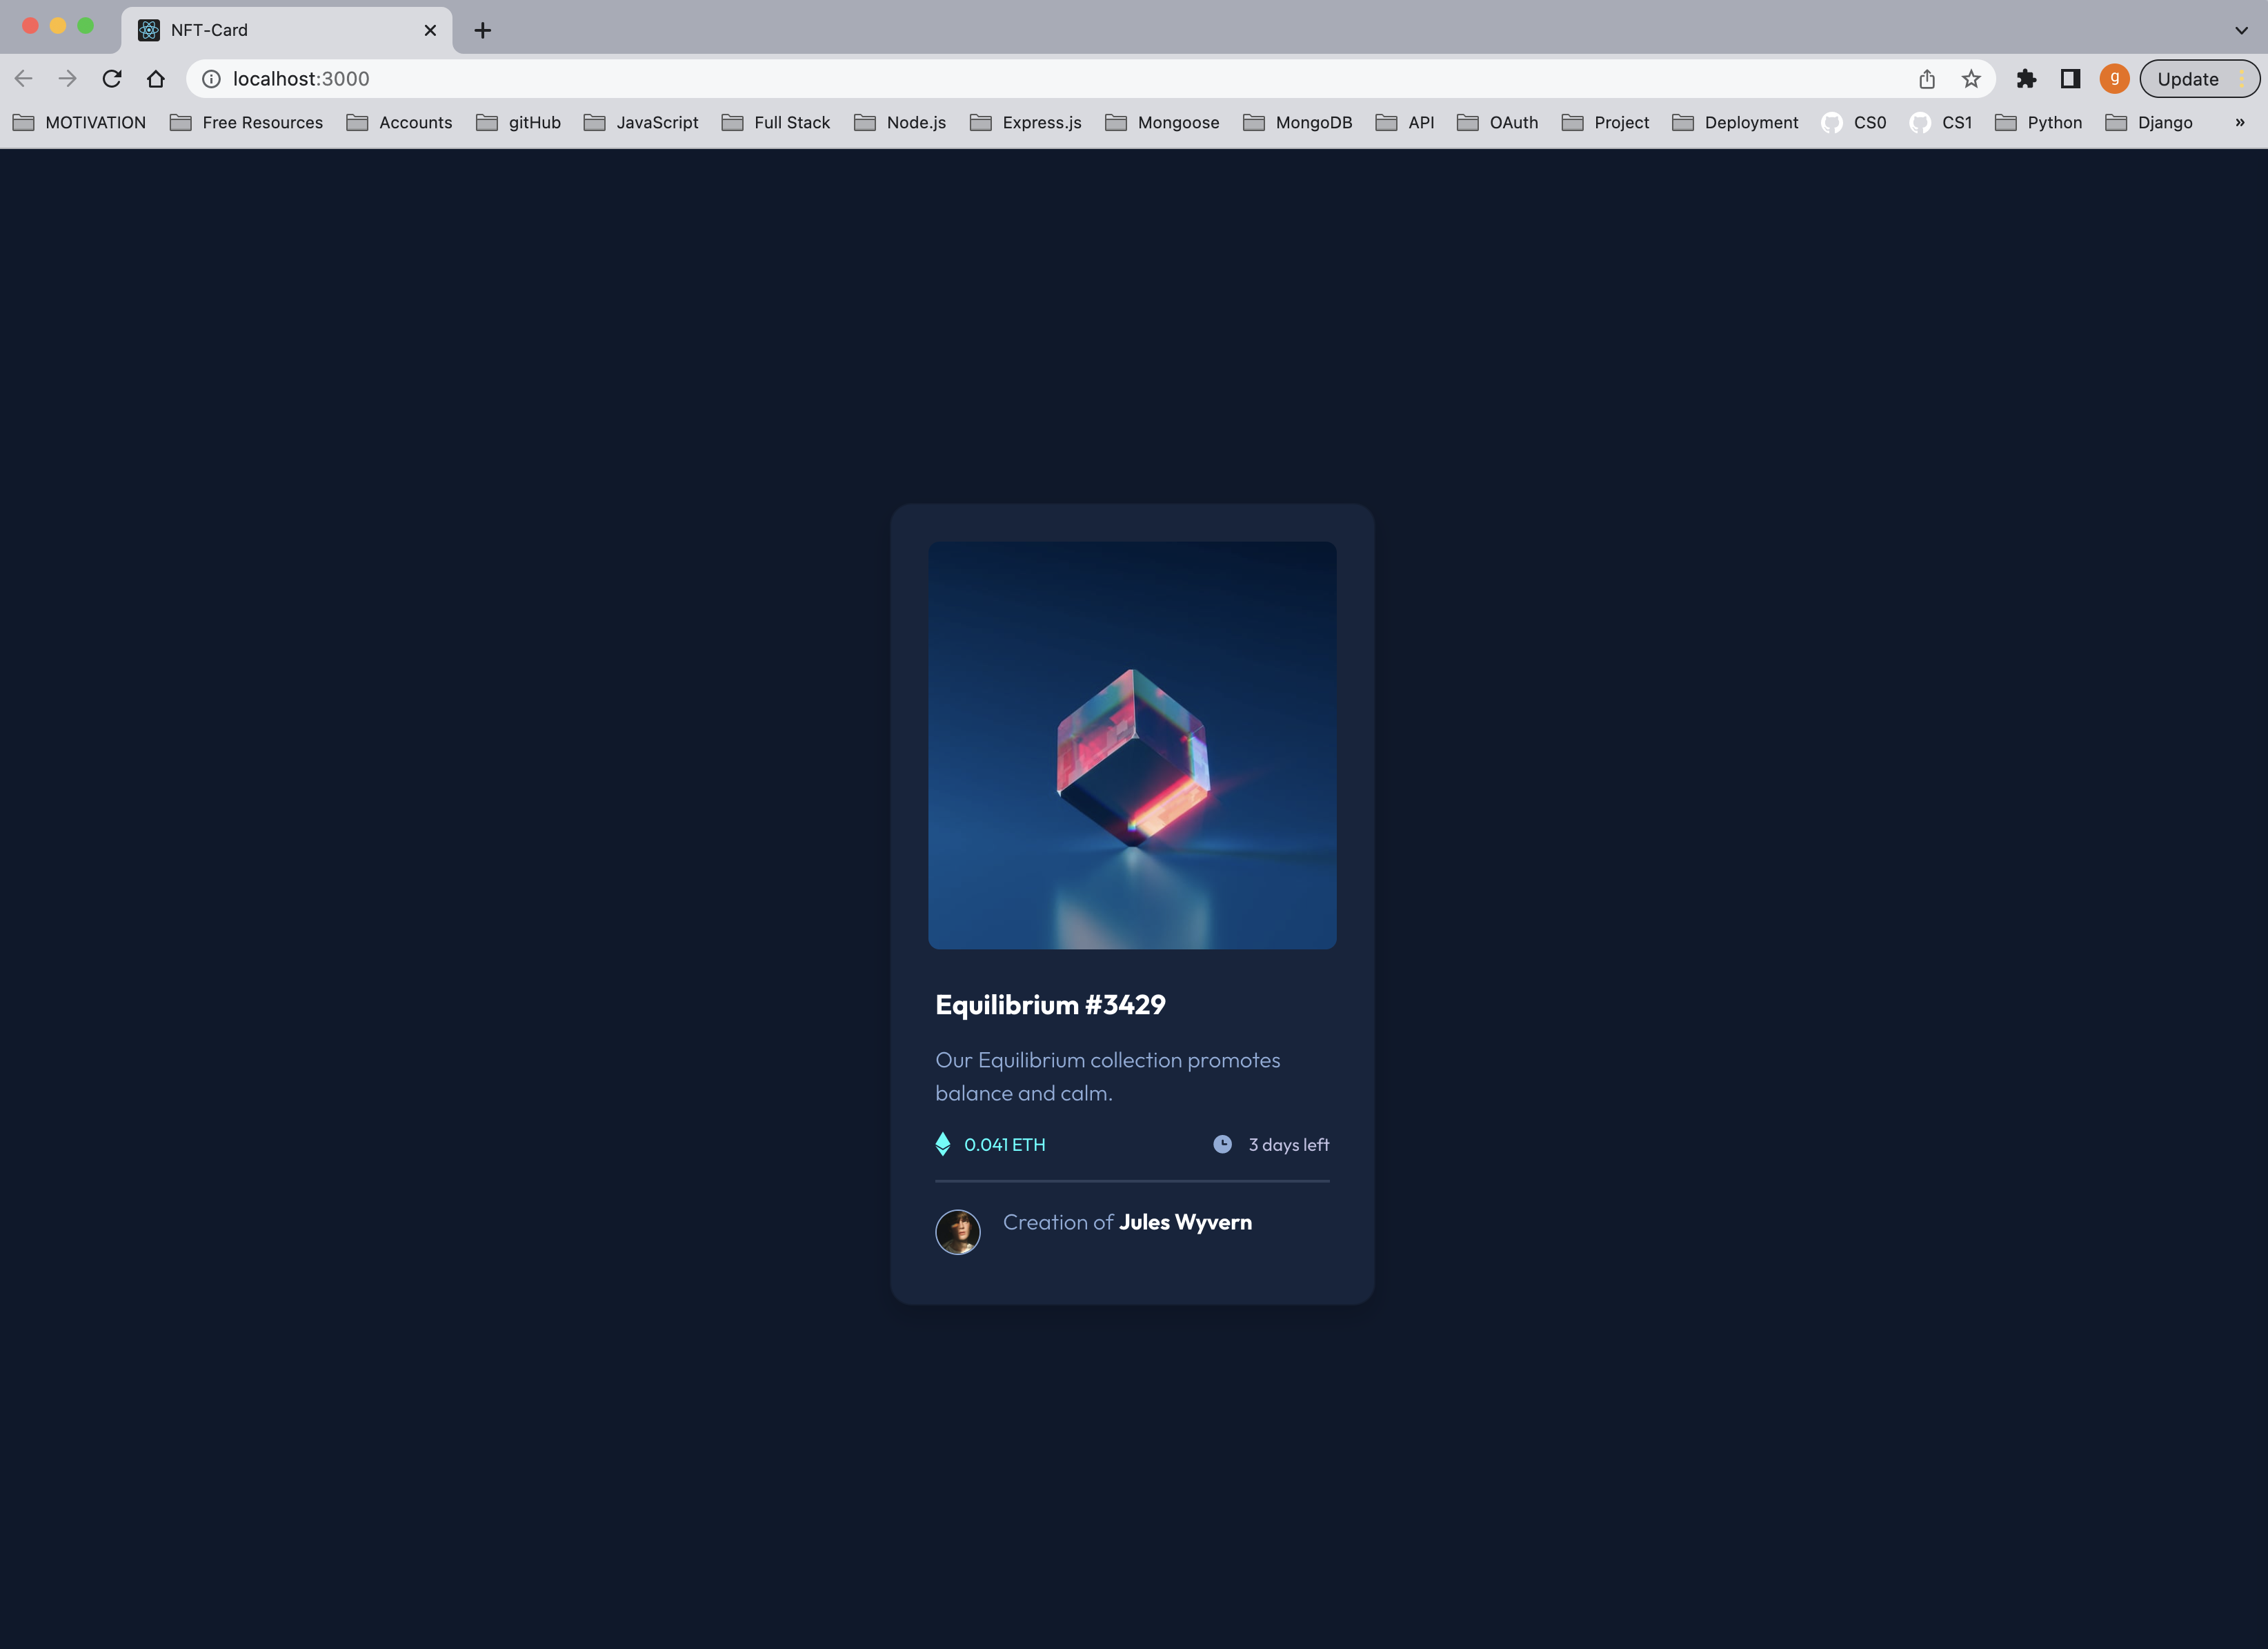 NFT-Card
localhost:3000
g
Update
MOTIVATION Free Resources Accounts gitHub JavaScript Full Stack Node.js Express.js Mongoose MongoDB API OAuth Project Deployment CS0 CS1 Python Django »
Equilibrium #3429
Our Equilibrium collection promotes
balance and calm.
0.041 ETH 3 days left
Creation of Jules Wyvern